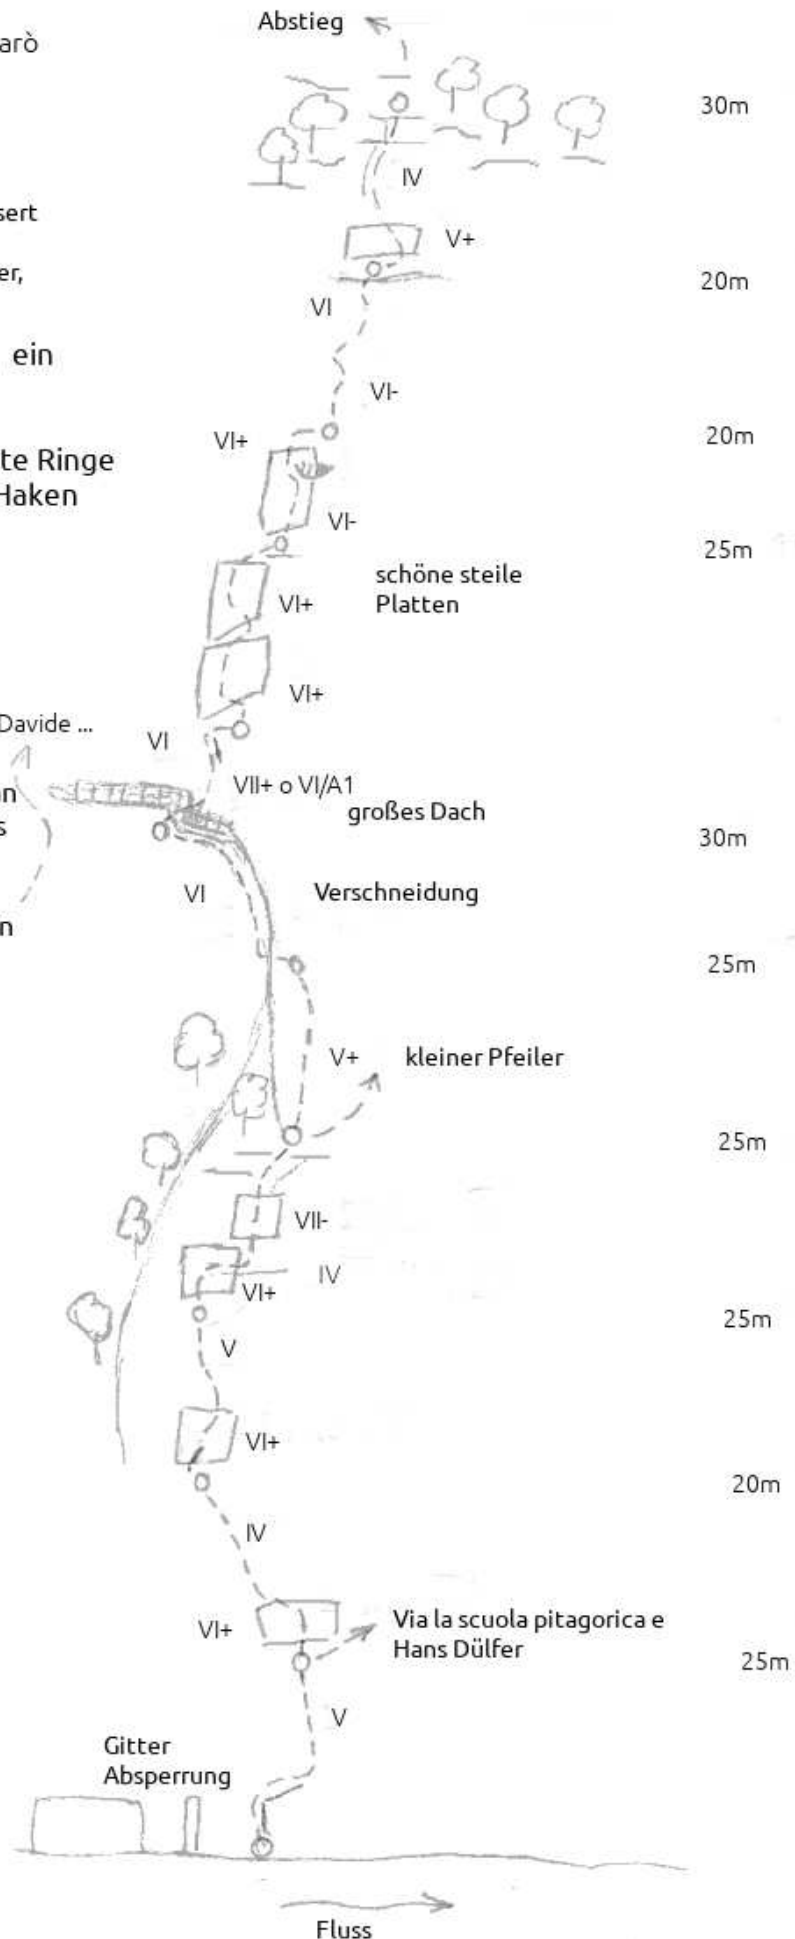 Abstieg
arò
30m
IV
sert
V+
er,
20m
VI
ein
VI-
20m
VI+
te Ringe
Haken
VI-
25m
schöne steile
Platten
VI+
VI+
Davide ...
VI
VII+ o VI/A1
an
großes Dach
s
30m
VI
Verschneidung
n
25m
V+
kleiner Pfeiler
25m
VII-
IV
VI+
25m
V
VI+
20m
IV
Via la scuola pitagorica e
Hans Dülfer
VI+
25m
V
Gitter
Absperrung
Fluss